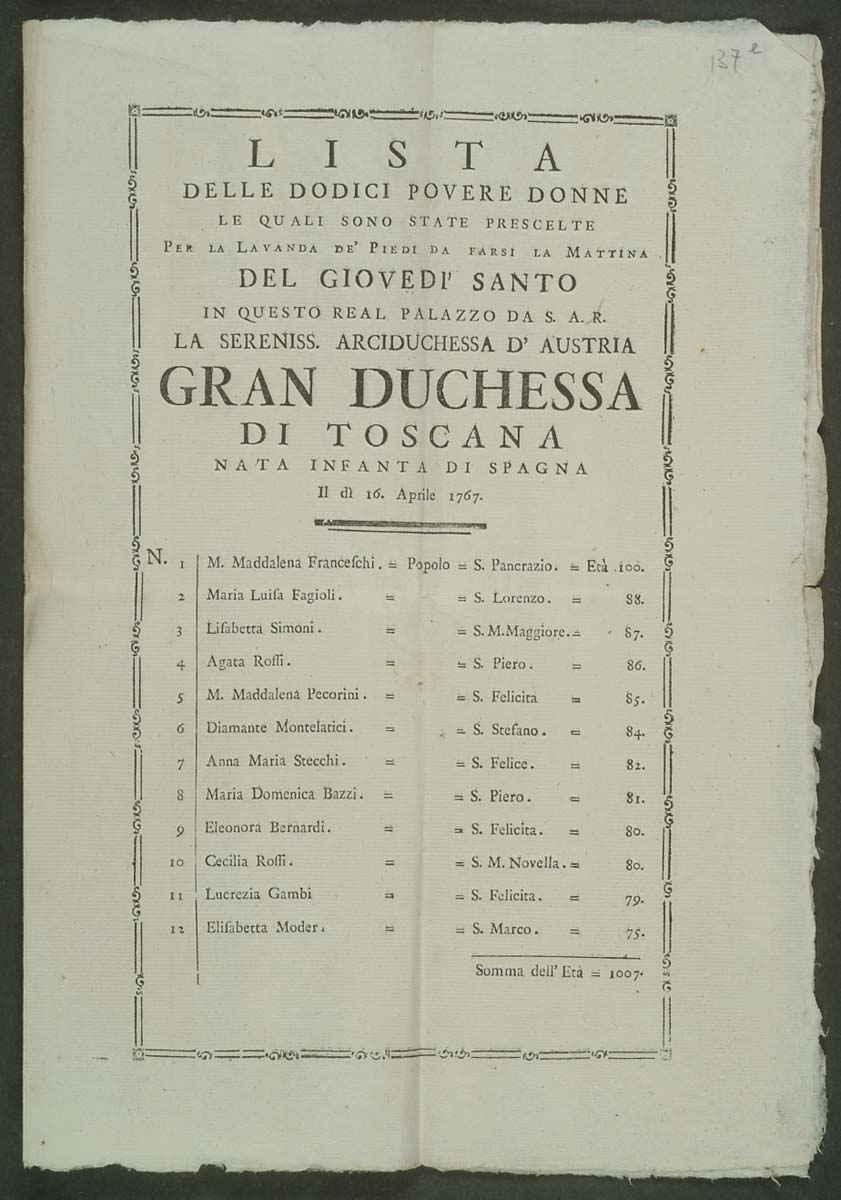 137 e
LISTA
DELLE DODICI POVERE DONNE
LE QUALI SONO STATE PRESCELTE
PER LA LAVANDA DE' PIEDI DA FARSI LA MATTINA
DEL GIOVEDI' SANTO
IN QUESTO REAL PALAZZO DA S. A. R.
LA SERENISS. ARCIDUCHESSA D' AUSTRIA
GRAN DUCHESSA
DI TOSCANA
NATA INFANTA DI SPAGNA
Il dì 16. Aprile 1767.
N. 1 M. Maddalena Franceſchi. = Popolo = S. Pancrazio. = Età 100.
2 Maria Luiſa Fagioli. = = S. Lorenzo. = 88.
3 Liſabetta Simoni. = = S. M. Maggiore. = 87.
4 Agata Roſſi. = = S. Piero. = 86.
5 M. Maddalena Pecorini. = = S. Felicita = 85.
6 Diamante Montelatici. = = S. Stefano. = 84.
7 Anna Maria Stecchi. = = S. Felice. = 82.
8 Maria Domenica Bazzi. = = S. Piero. = 81.
9 Eleonora Bernardi. = = S. Felicita. = 80.
10 Cecilia Roſſi. = = S. M. Novella. = 80.
11 Lucrezia Gambi = = S. Felicita. = 79.
12 Eliſabetta Moder. = = S. Marco. = 75.
Somma dell' Età = 1007.